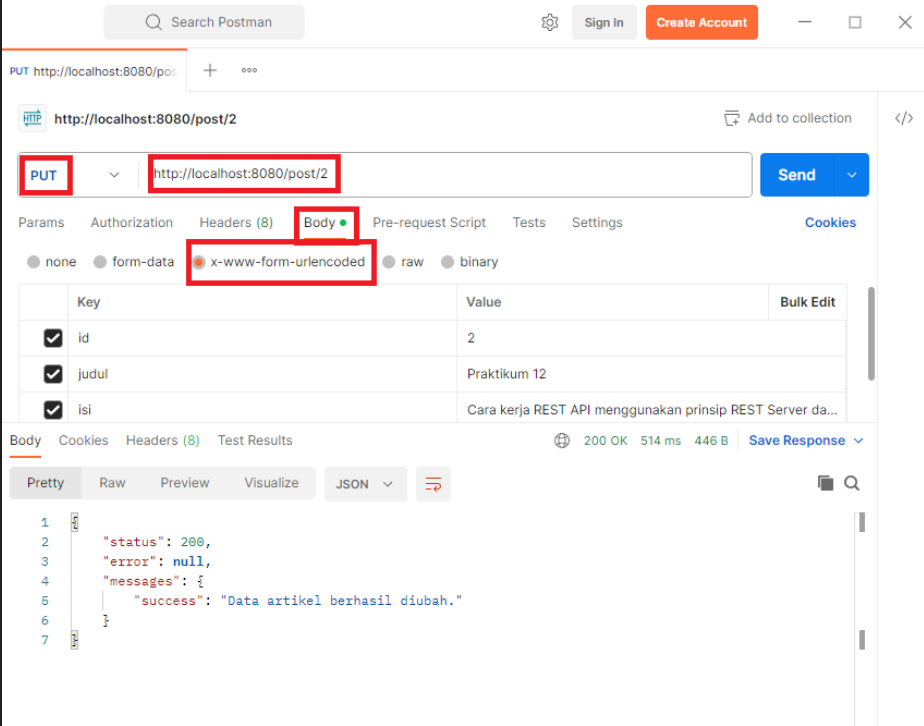 Search Postman Sign In Create Account
PUT http://localhost:8080/pos
HTTP http://localhost:8080/post/2 Add to collection </>
PUT http://localhost:8080/post/2 Send
Params Authorization Headers (8) Body Pre-request Script Tests Settings Cookies
none form-data x-www-form-urlencoded raw binary
Key Value Bulk Edit
id 2
judul Praktikum 12
isi Cara kerja REST API menggunakan prinsip REST Server da...
Body Cookies Headers (8) Test Results 200 OK 514 ms 446 B Save Response
Pretty Raw Preview Visualize JSON
1 {
2 "status": 200,
3 "error": null,
4 "messages": {
5 "success": "Data artikel berhasil diubah."
6 }
7 }